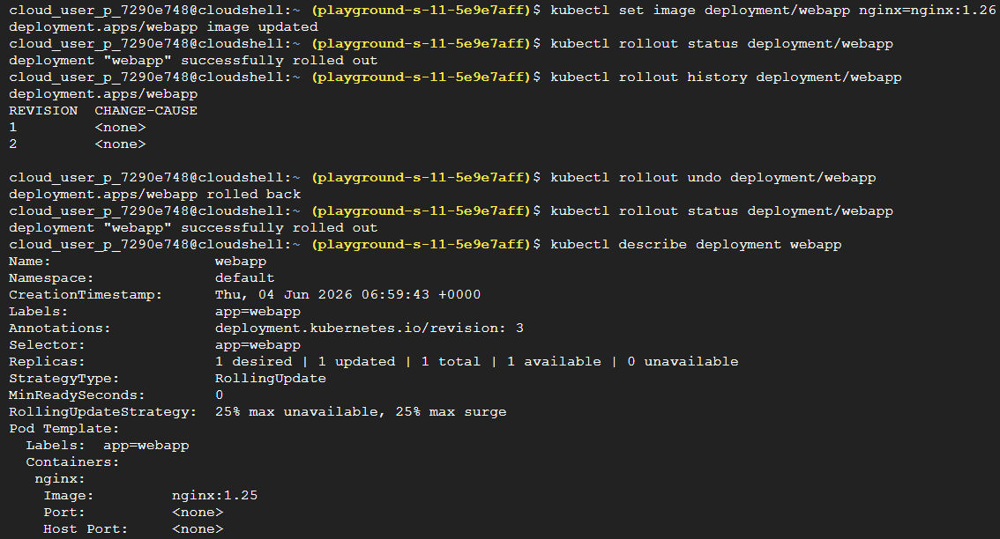 cloud_user_p_7290e748@cloudshell:~ (playground-s-11-5e9e7aff)$ kubectl set image deployment/webapp nginx=nginx:1.26
deployment.apps/webapp image updated
cloud_user_p_7290e748@cloudshell:~ (playground-s-11-5e9e7aff)$ kubectl rollout status deployment/webapp
deployment "webapp" successfully rolled out
cloud_user_p_7290e748@cloudshell:~ (playground-s-11-5e9e7aff)$ kubectl rollout history deployment/webapp
deployment.apps/webapp
REVISION  CHANGE-CAUSE
1         <none>
2         <none>
cloud_user_p_7290e748@cloudshell:~ (playground-s-11-5e9e7aff)$ kubectl rollout undo deployment/webapp
deployment.apps/webapp rolled back
cloud_user_p_7290e748@cloudshell:~ (playground-s-11-5e9e7aff)$ kubectl rollout status deployment/webapp
deployment "webapp" successfully rolled out
cloud_user_p_7290e748@cloudshell:~ (playground-s-11-5e9e7aff)$ kubectl describe deployment webapp
Name:                   webapp
Namespace:              default
CreationTimestamp:      Thu, 04 Jun 2026 06:59:43 +0000
Labels:                 app=webapp
Annotations:            deployment.kubernetes.io/revision: 3
Selector:               app=webapp
Replicas:               1 desired | 1 updated | 1 total | 1 available | 0 unavailable
StrategyType:           RollingUpdate
MinReadySeconds:        0
RollingUpdateStrategy:  25% max unavailable, 25% max surge
Pod Template:
  Labels:  app=webapp
  Containers:
   nginx:
    Image:         nginx:1.25
    Port:          <none>
    Host Port:     <none>